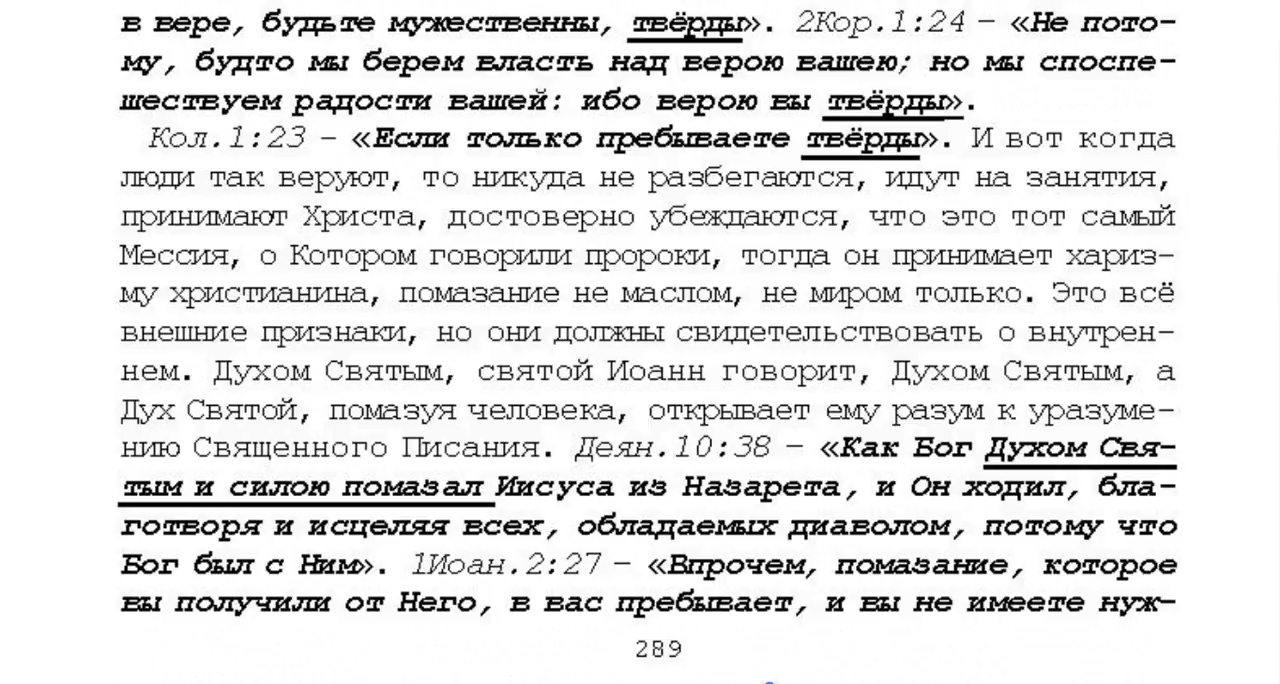 в вере, будьте мужественны, твёрды». 2Кор.1:24 – «Не пото-
му, будто мы берем власть над верою вашею; но мы споспе-
шествуем радости вашей: ибо верою вы твёрды».
Кол.1:23 – «Если только пребываете твёрды». И вот когда
люди так веруют, то никуда не разбегаются, идут на занятия,
принимают Христа, достоверно убеждаются, что это тот самый
Мессия, о Котором говорили пророки, тогда он принимает хариз-
му христианина, помазание не маслом, не миром только. Это всё
внешние признаки, но они должны свидетельствовать о внутрен-
нем. Духом Святым, святой Иоанн говорит, Духом Святым, а
Дух Святой, помазуя человека, открывает ему разум к уразуме-
нию Священного Писания. Деян.10:38 – «Как Бог Духом Свя-
тым и силою помазал Иисуса из Назарета, и Он ходил, бла-
готворя и исцеляя всех, обладаемых диаволом, потому что
Бог был с Ним». 1Иоан.2:27 – «Впрочем, помазание, которое
вы получили от Него, в вас пребывает, и вы не имеете нуж-
289